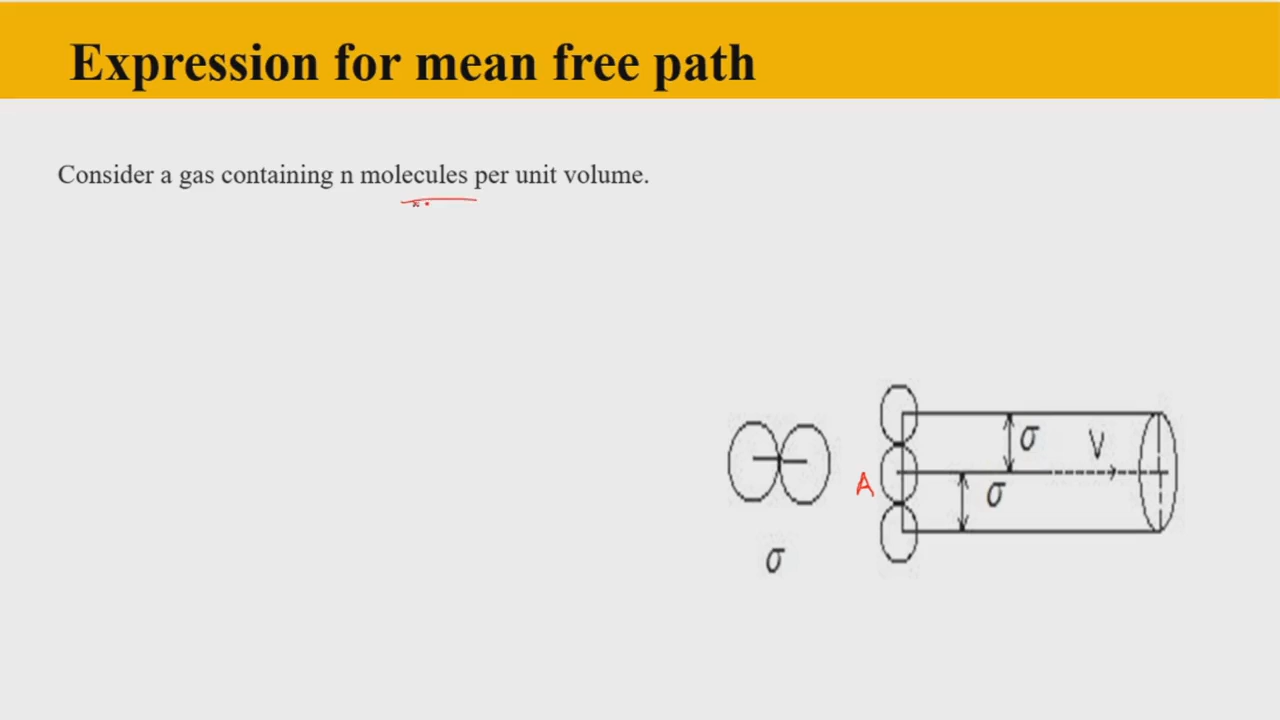 Expression for mean free path
Consider a gas containing n molecules per unit volume.
σ
V
σ
A
σ